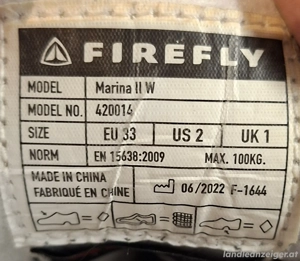 FIREFLY
MODEL Marina II W
MODEL NO. 420014
SIZE EU 33 US 2 UK 1
NORM EN 15638:2009 MAX. 100KG.
MADE IN CHINA
FABRIQUÉ EN CHINE
06/2022 F-1644
= =
landleanzeiger.at